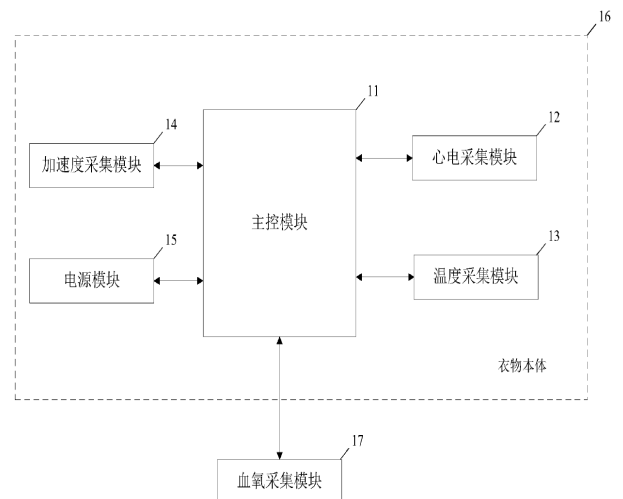 16
11
14
12
加速度采集模块
心电采集模块
主控模块
15
13
电源模块
温度采集模块
衣物本体
17
血氧采集模块